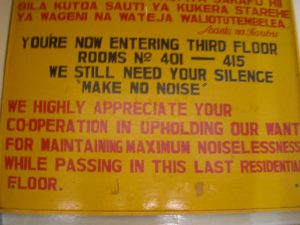 BILA KUTOA SAUTI YA KUKERA STAREHE
YA WAGENI NA WATEJA WALIOTUTEMBELEA.
Asante na Karibu
YOU'RE NOW ENTERING THIRD FLOOR
ROOMS Nº 401 — 415
WE STILL NEED YOUR SILENCE
"MAKE NO NOISE"
WE HIGHLY APPRECIATE YOUR
CO-OPERATION IN UPHOLDING OUR WANT
FOR MAINTAINING MAXIMUM NOISELESSNESS
WHILE PASSING IN THIS LAST RESIDENTIAL
FLOOR.